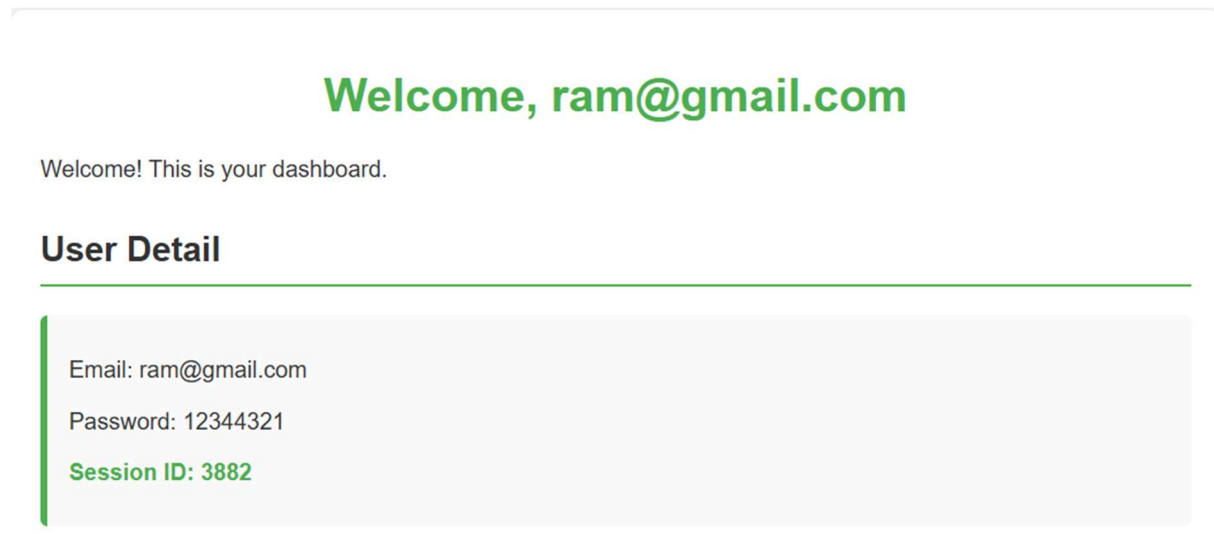 Welcome, ram@gmail.com
Welcome! This is your dashboard.
User Detail
Email: ram@gmail.com
Password: 12344321
Session ID: 3882